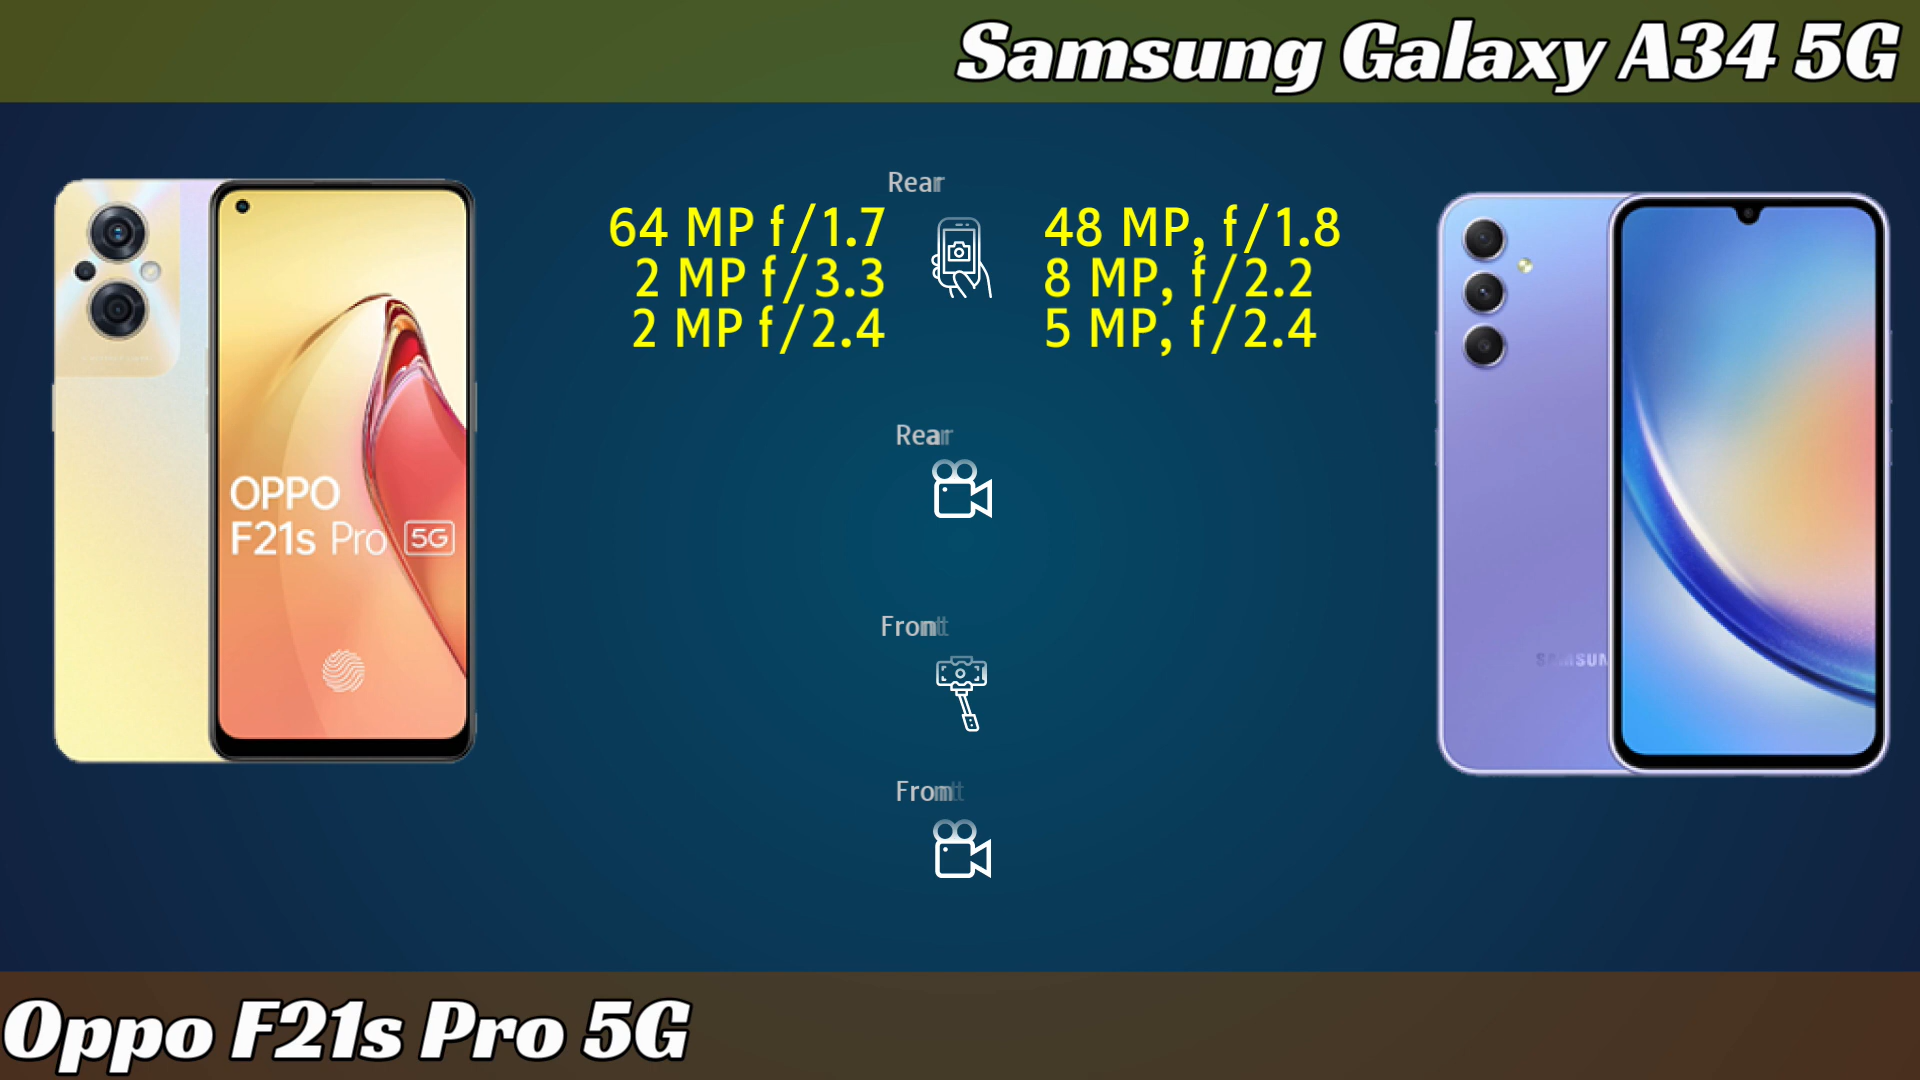 Samsung Galaxy A34 5G
Rear
64 MP f/1.7
2 MP f/3.3
2 MP f/2.4
48 MP, f/1.8
8 MP, f/2.2
5 MP, f/2.4
Rear
Front
Front
OPPO
F21s Pro 5G
SAMSUN
Oppo F21s Pro 5G